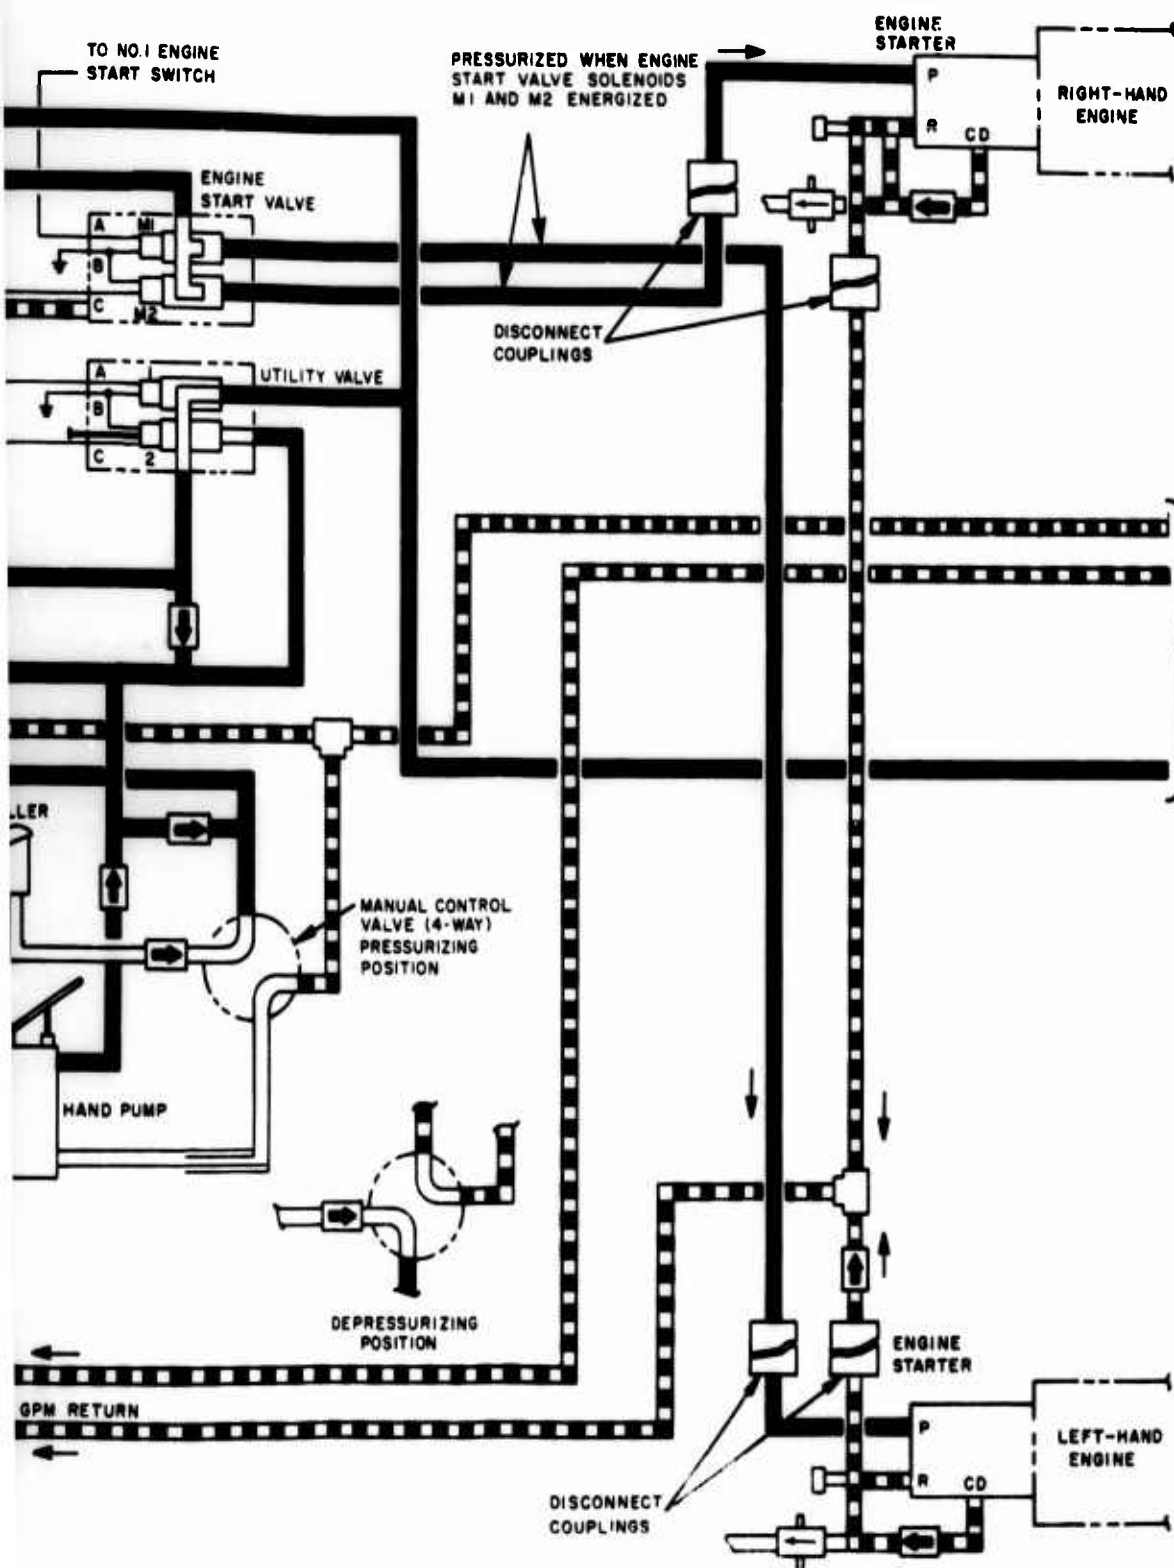 TO NO.1 ENGINE
START SWITCH
PRESSURIZED WHEN ENGINE
START VALVE SOLENOIDS
M1 AND M2 ENERGIZED
ENGINE
STARTER
P
R
CD
RIGHT-HAND
ENGINE
ENGINE
START VALVE
A
M1
B
C
M2
DISCONNECT
COUPLINGS
UTILITY VALVE
A
1
B
C
2
LLER
MANUAL CONTROL
VALVE (4-WAY)
PRESSURIZING
POSITION
HAND PUMP
DEPRESSURIZING
POSITION
GPM RETURN
ENGINE
STARTER
P
R
CD
LEFT-HAND
ENGINE
DISCONNECT
COUPLINGS